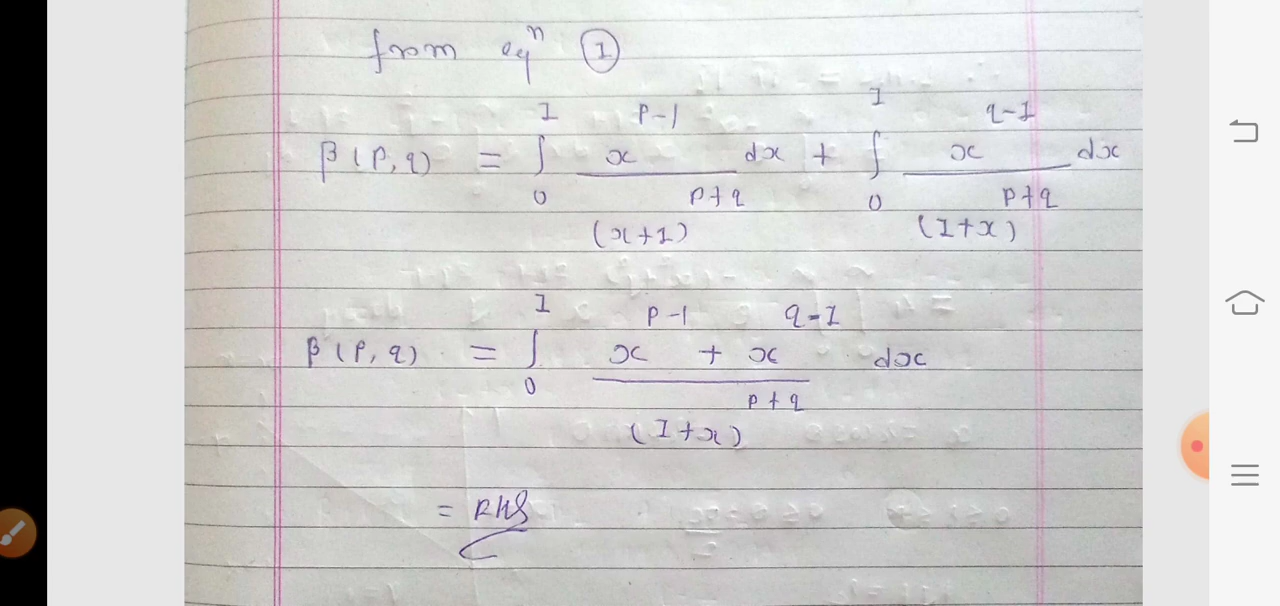 from eqⁿ ①
β(P,q) = ∫₀¹ x^(p-1)/(x+1)^(p+q) dx + ∫₀¹ x^(q-1)/(1+x)^(p+q) dx
β(P,q) = ∫₀¹ (x^(p-1) + x^(q-1))/(1+x)^(p+q) dx
= RHS